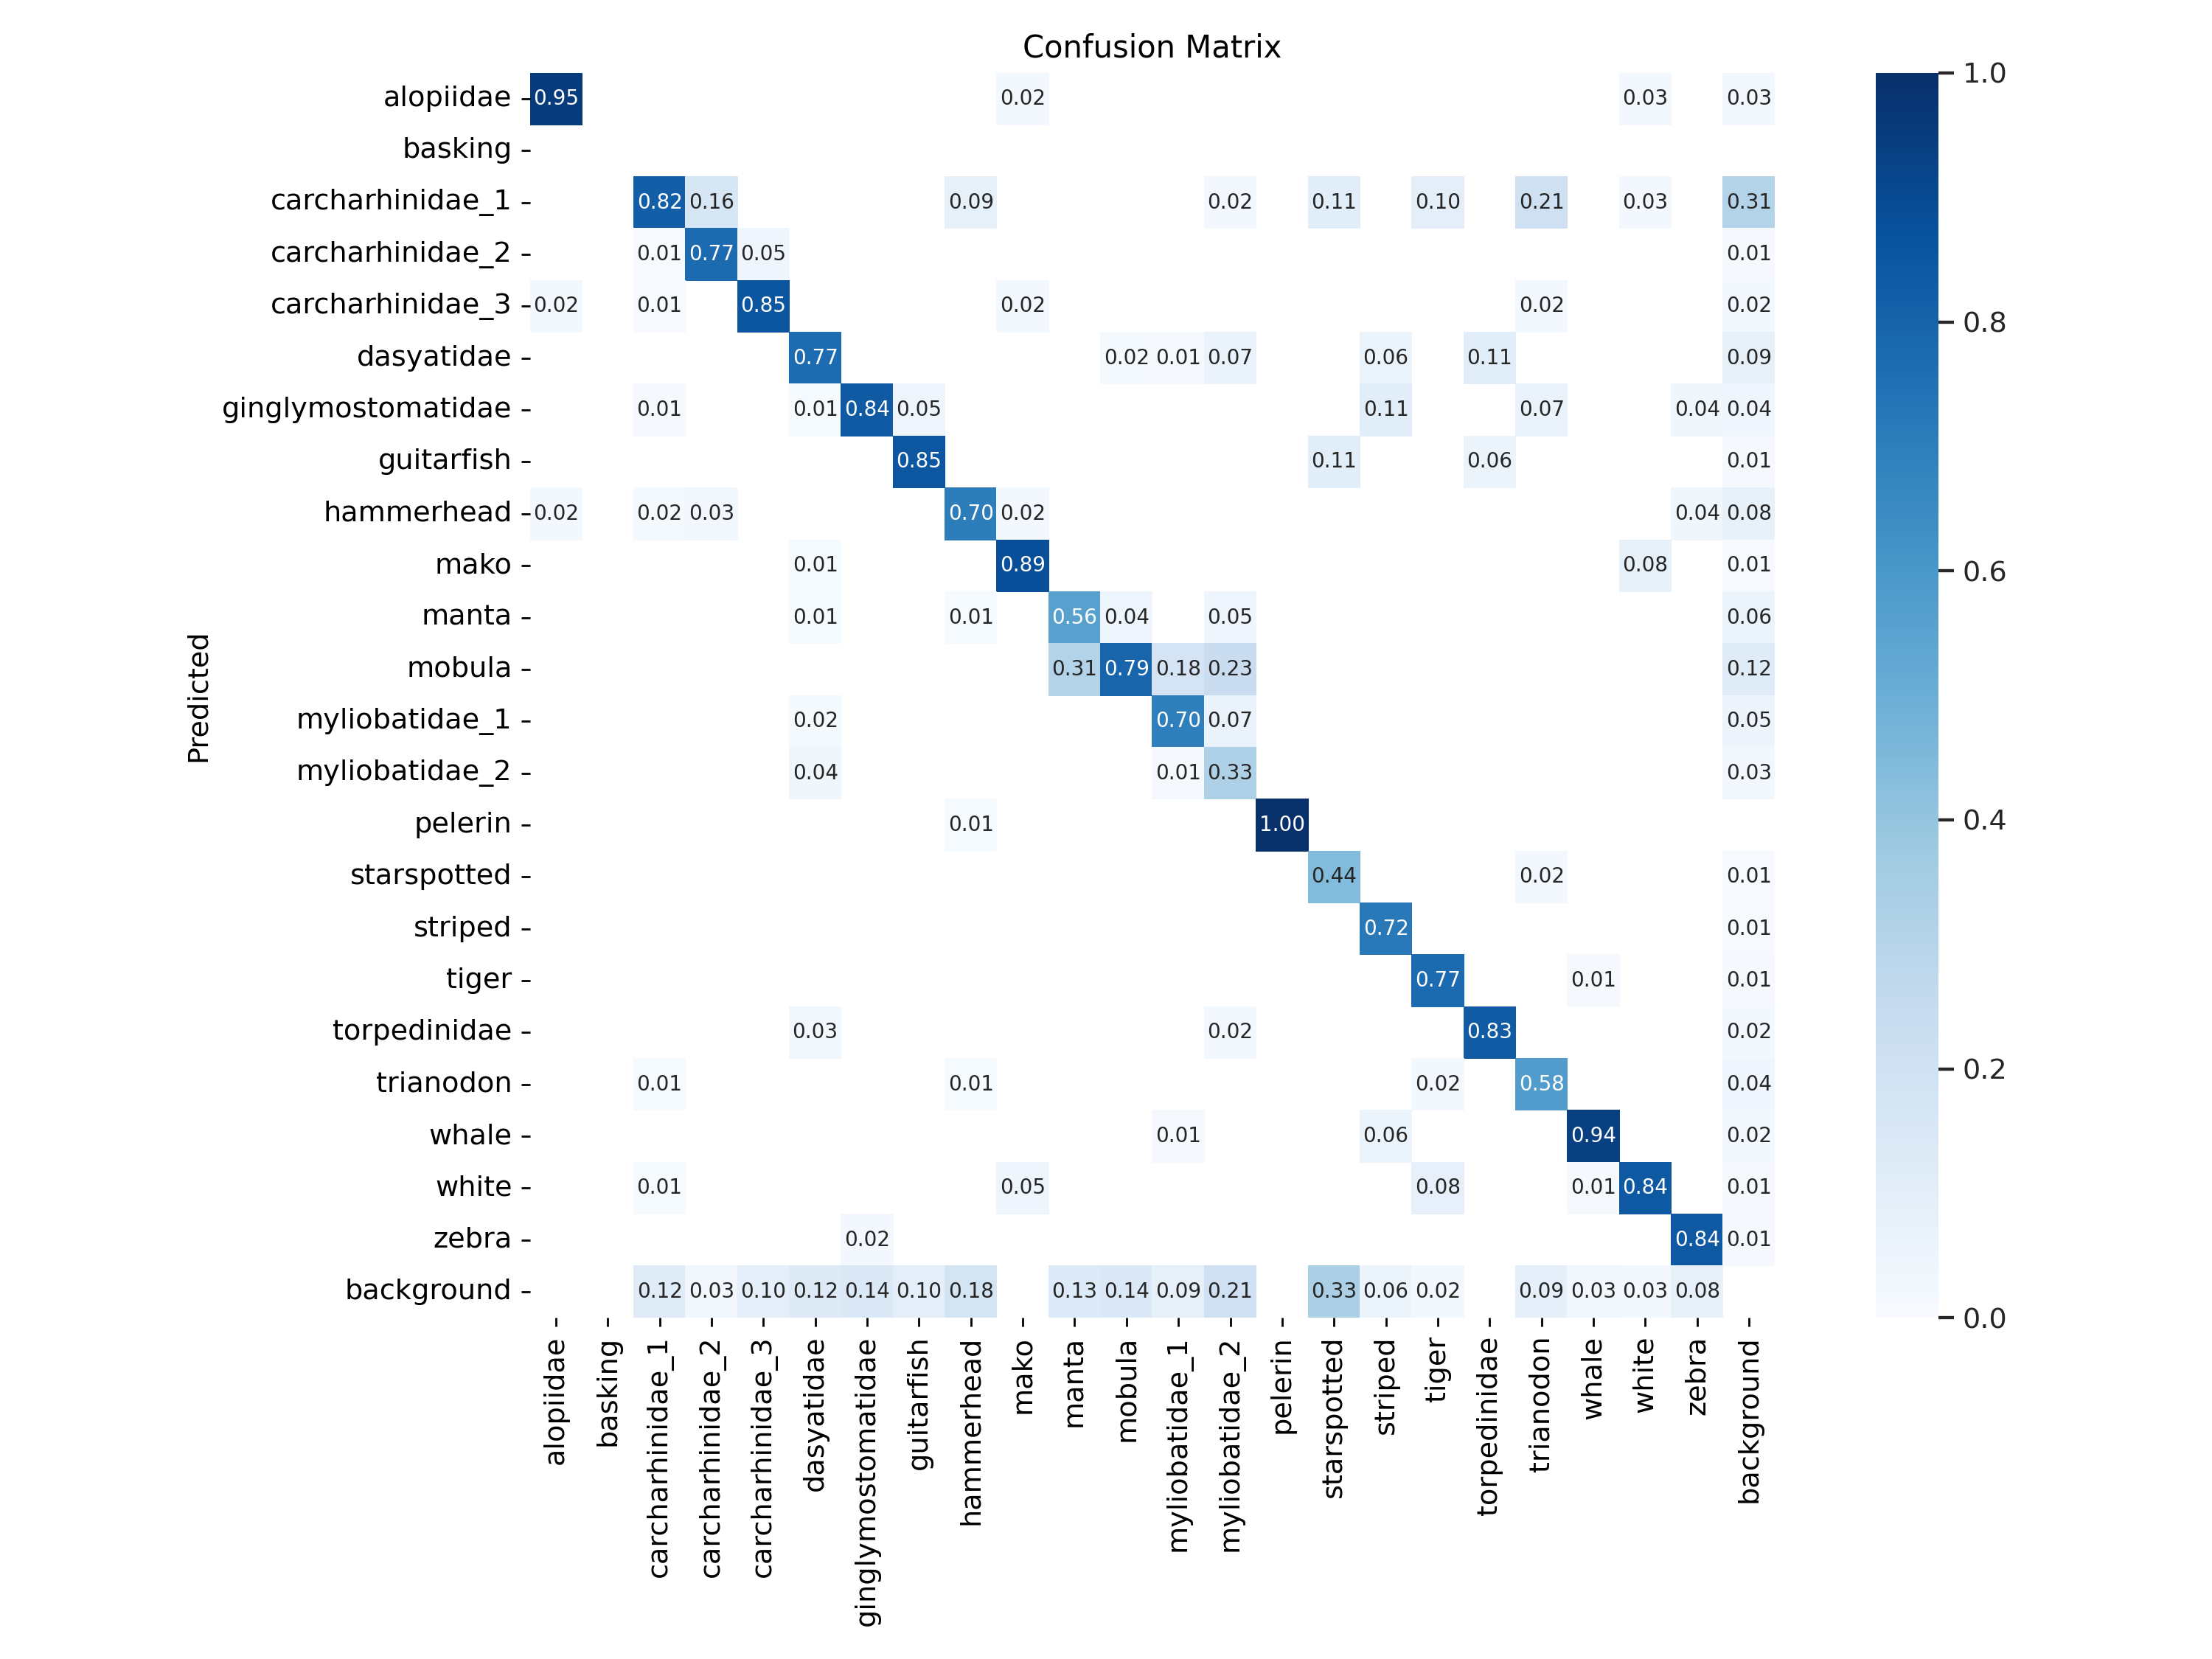 Confusion Matrix
alopiidae 0.95 0.02 0.03 0.03
basking
carcharhinidae_1 0.82 0.16 0.09 0.02 0.11 0.10 0.21 0.03 0.31
carcharhinidae_2 0.01 0.77 0.05 0.01
carcharhinidae_3 0.02 0.01 0.85 0.02 0.02 0.02
dasyatidae 0.77 0.02 0.01 0.07 0.06 0.11 0.09
ginglymostomatidae 0.01 0.01 0.84 0.05 0.11 0.07 0.04 0.04
guitarfish 0.85 0.11 0.06 0.01
hammerhead 0.02 0.02 0.03 0.70 0.02 0.04 0.08
mako 0.01 0.89 0.08 0.01
manta 0.01 0.01 0.56 0.04 0.05 0.06
mobula 0.31 0.79 0.18 0.23 0.12
myliobatidae_1 0.02 0.70 0.07 0.05
myliobatidae_2 0.04 0.01 0.33 0.03
pelerin 0.01 1.00
starspotted 0.44 0.02 0.01
striped 0.72 0.01
tiger 0.77 0.01 0.01
torpedinidae 0.03 0.02 0.83 0.02
trianodon 0.01 0.01 0.02 0.58 0.04
whale 0.01 0.06 0.94 0.02
white 0.01 0.05 0.08 0.01 0.84 0.01
zebra 0.02 0.84 0.01
background 0.12 0.03 0.10 0.12 0.14 0.10 0.18 0.13 0.14 0.09 0.21 0.33 0.06 0.02 0.09 0.03 0.03 0.08
Predicted
alopiidae
basking
carcharhinidae_1
carcharhinidae_2
carcharhinidae_3
dasyatidae
ginglymostomatidae
guitarfish
hammerhead
mako
manta
mobula
myliobatidae_1
myliobatidae_2
pelerin
starspotted
striped
tiger
torpedinidae
trianodon
whale
white
zebra
background
1.0
0.8
0.6
0.4
0.2
0.0